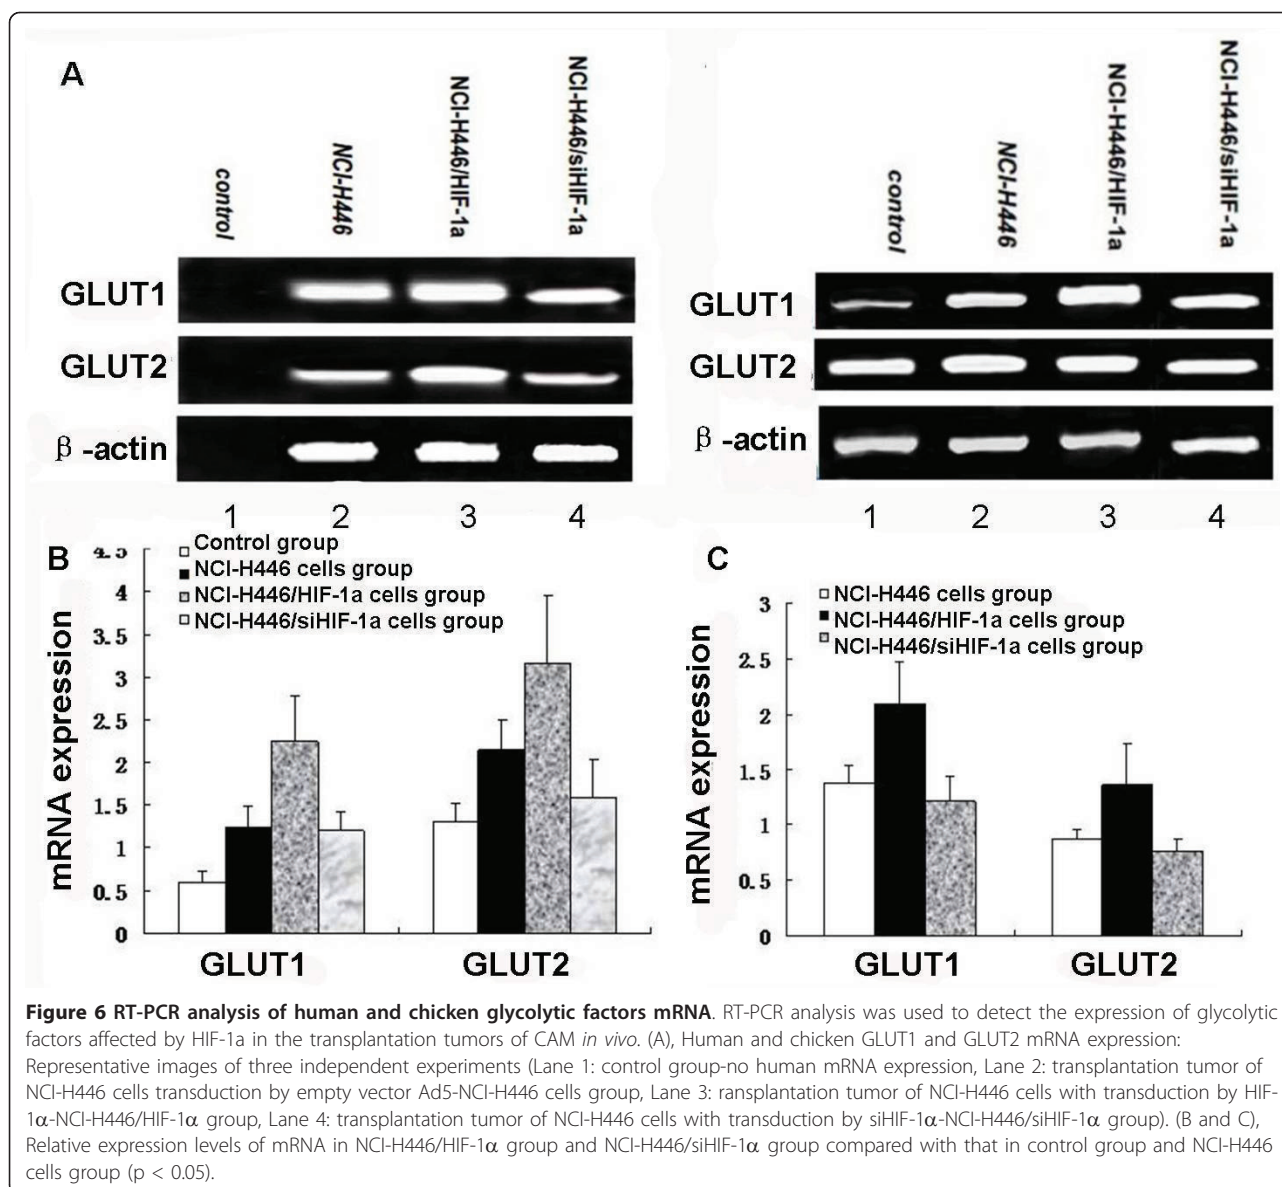 A
control
NCI-H446
NCI-H446/HIF-1a
NCI-H446/siHIF-1a
GLUT1
GLUT2
β -actin
1 2 3 4
control
NCI-H446
NCI-H446/HIF-1a
NCI-H446/siHIF-1a
GLUT1
GLUT2
β -actin
1 2 3 4
B
mRNA expression
4.5
4
3.5
3
2.5
2
1.5
1
0.5
0
Control group
NCI-H446 cells group
NCI-H446/HIF-1a cells group
NCI-H446/siHIF-1a cells group
GLUT1 GLUT2
C
mRNA expression
3
2.5
2
1.5
1
0.5
0
NCI-H446 cells group
NCI-H446/HIF-1a cells group
NCI-H446/siHIF-1a cells group
GLUT1 GLUT2
Figure 6 RT-PCR analysis of human and chicken glycolytic factors mRNA. RT-PCR analysis was used to detect the expression of glycolytic
factors affected by HIF-1a in the transplantation tumors of CAM in vivo. (A), Human and chicken GLUT1 and GLUT2 mRNA expression:
Representative images of three independent experiments (Lane 1: control group-no human mRNA expression, Lane 2: transplantation tumor of
NCI-H446 cells transduction by empty vector Ad5-NCI-H446 cells group, Lane 3: ransplantation tumor of NCI-H446 cells with transduction by HIF-
1α-NCI-H446/HIF-1α group, Lane 4: transplantation tumor of NCI-H446 cells with transduction by siHIF-1α-NCI-H446/siHIF-1α group). (B and C),
Relative expression levels of mRNA in NCI-H446/HIF-1α group and NCI-H446/siHIF-1α group compared with that in control group and NCI-H446
cells group (p < 0.05).